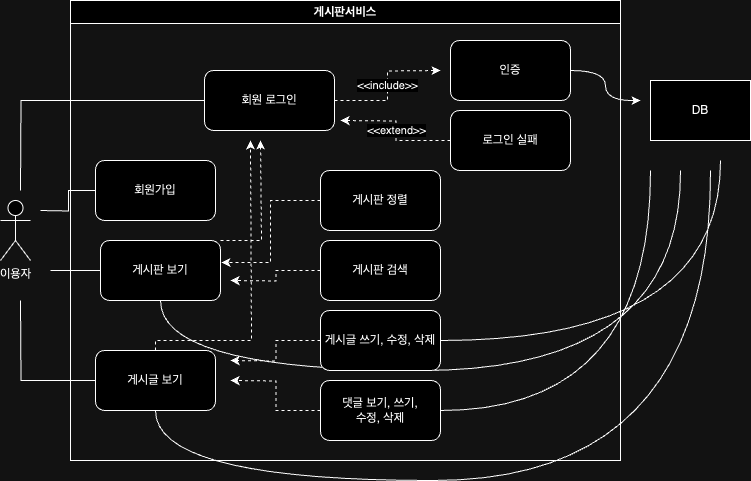 게시판서비스
인증
<<include>>
회원 로그인
DB
<<extend>>
로그인 실패
회원가입
게시판 정렬
이용자
게시판 보기
게시판 검색
게시글 쓰기, 수정, 삭제
게시글 보기
댓글 보기, 쓰기,
수정, 삭제